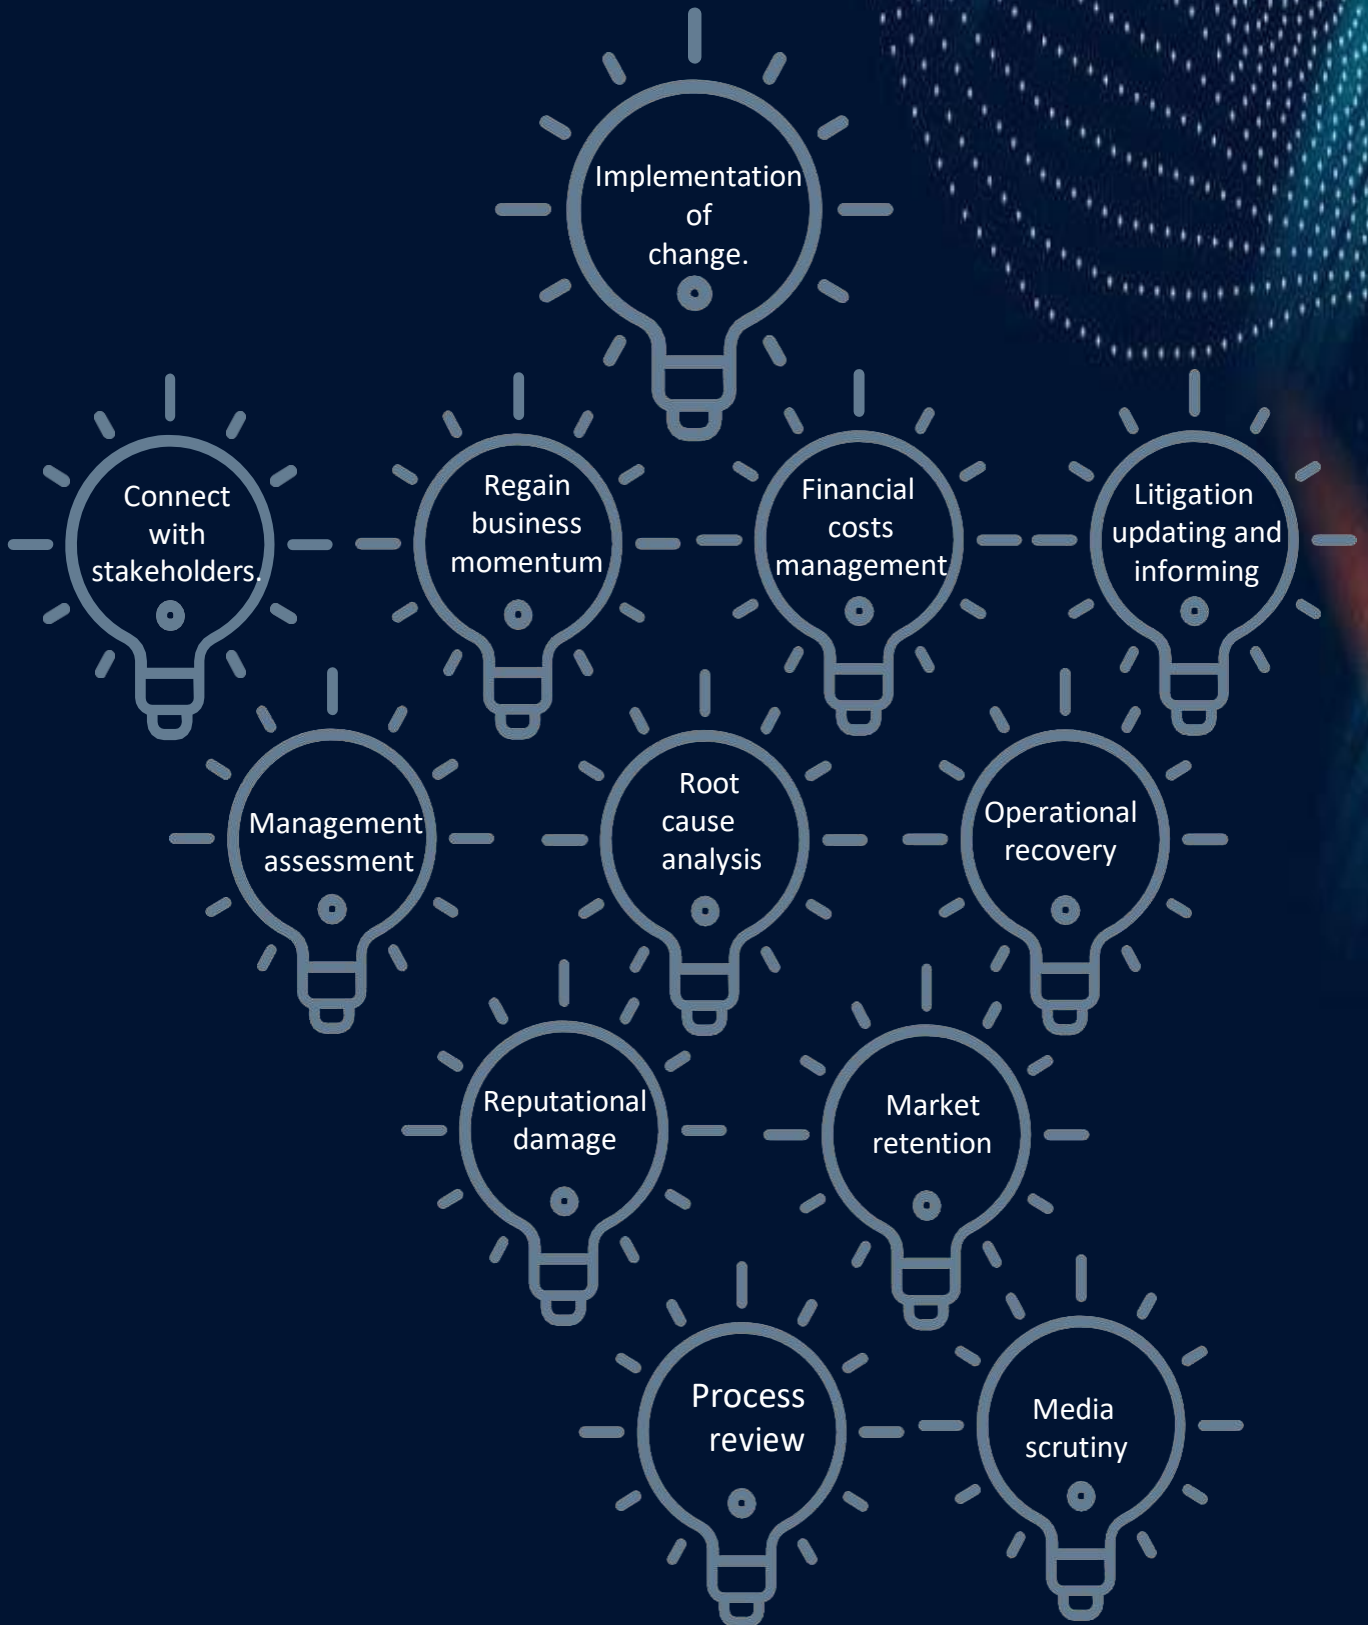 Implementation
of
change.
Connect
with
stakeholders.
Regain
business
momentum
Financial
costs
management
Litigation
updating and
informing
Management
assessment
Root
cause
analysis
Operational
recovery
Reputational
damage
Market
retention
Process
review
Media
scrutiny